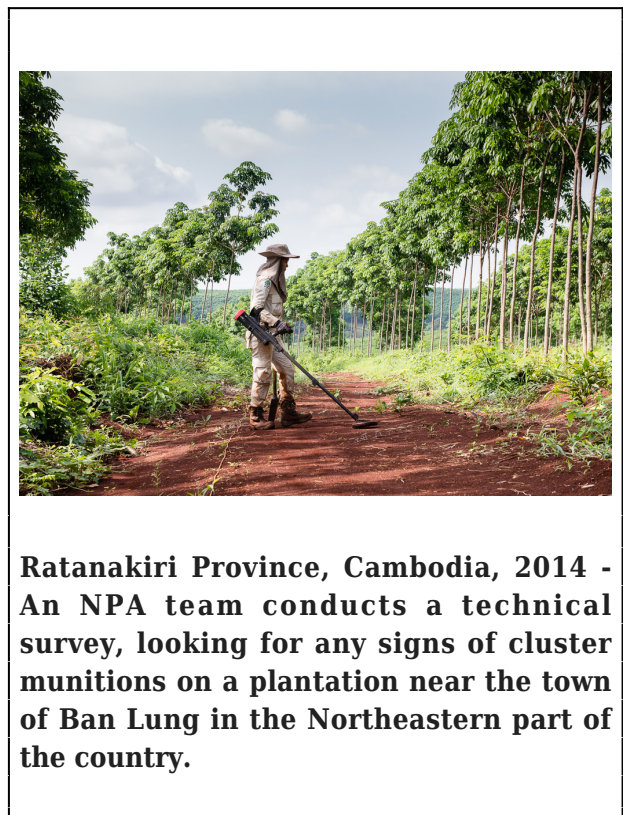 Ratanakiri Province, Cambodia, 2014 -
An NPA team conducts a technical
survey, looking for any signs of cluster
munitions on a plantation near the town
of Ban Lung in the Northeastern part of
the country.